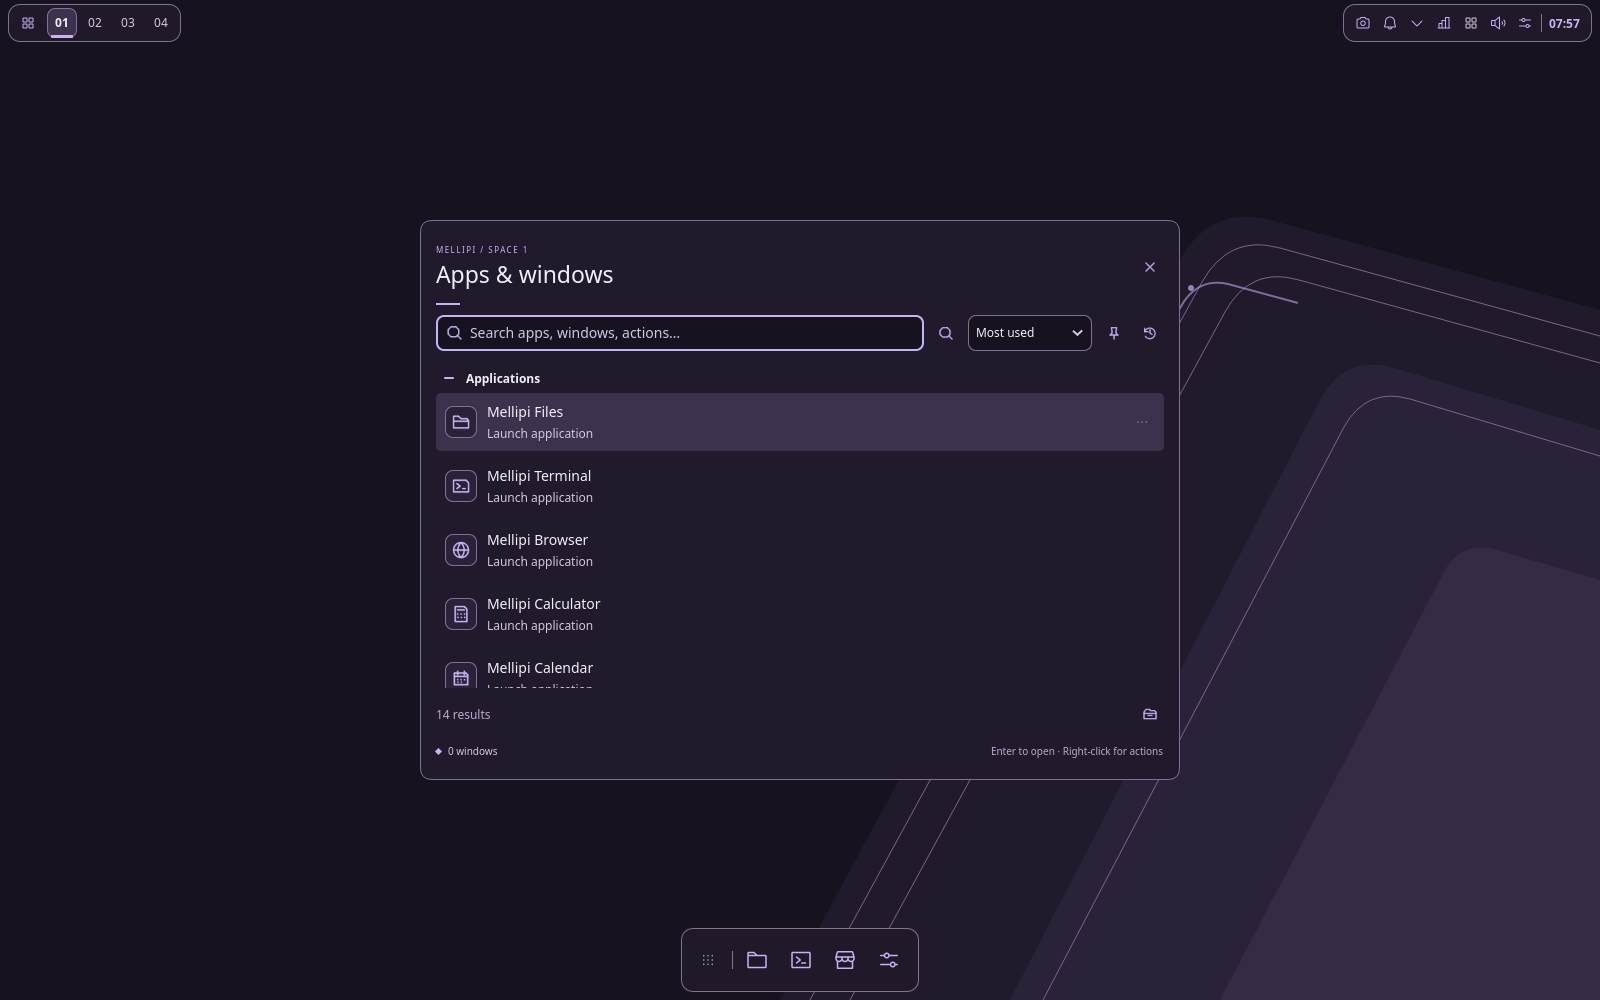 01 02 03 04
07:57
MELLIPI / SPACE 1
Apps & windows
Search apps, windows, actions...
Most used
Applications
Mellipi Files
Launch application
Mellipi Terminal
Launch application
Mellipi Browser
Launch application
Mellipi Calculator
Launch application
Mellipi Calendar
Launch application
14 results
0 windows
Enter to open · Right-click for actions